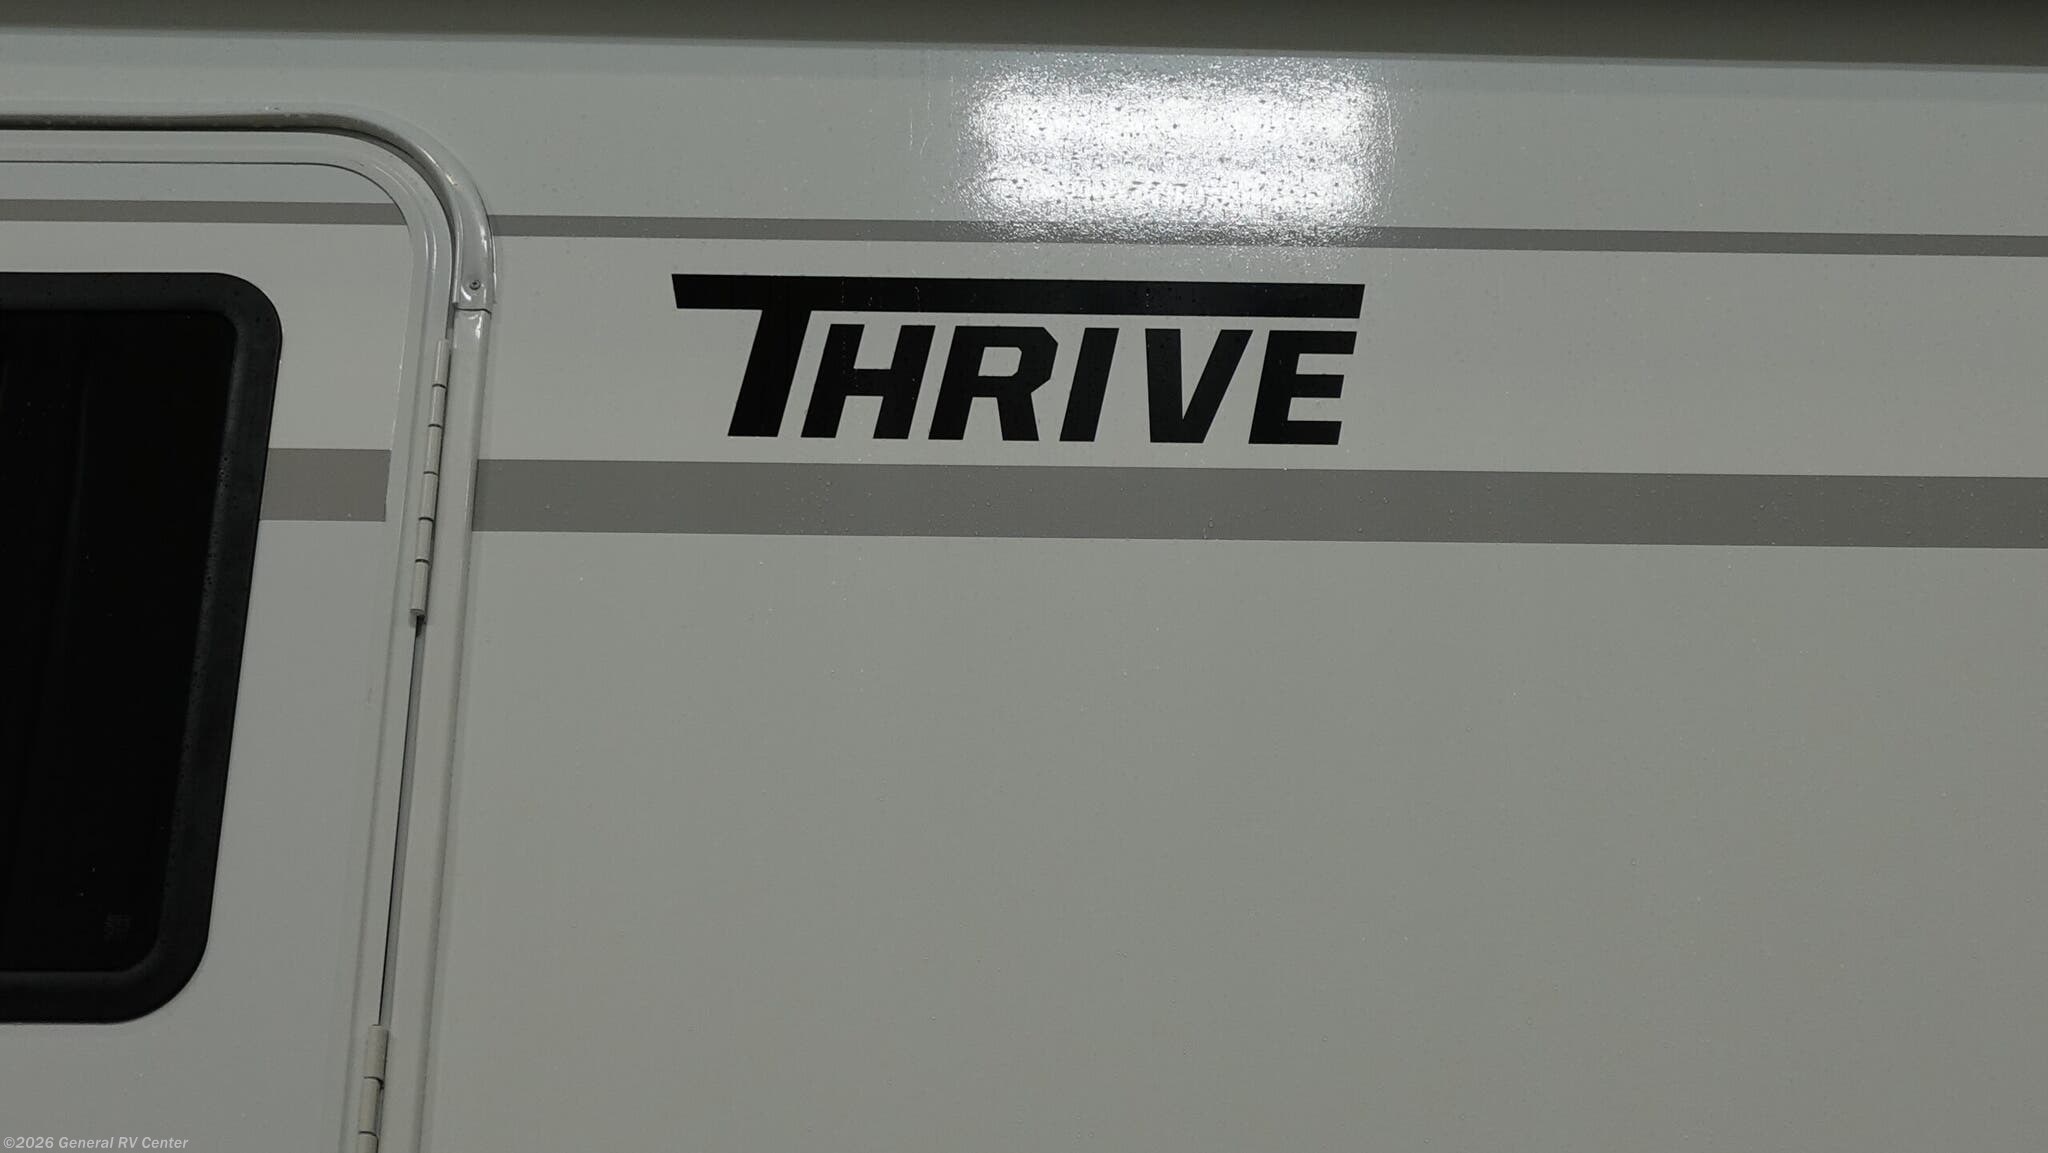 THRIVE
©2026 General RV Center